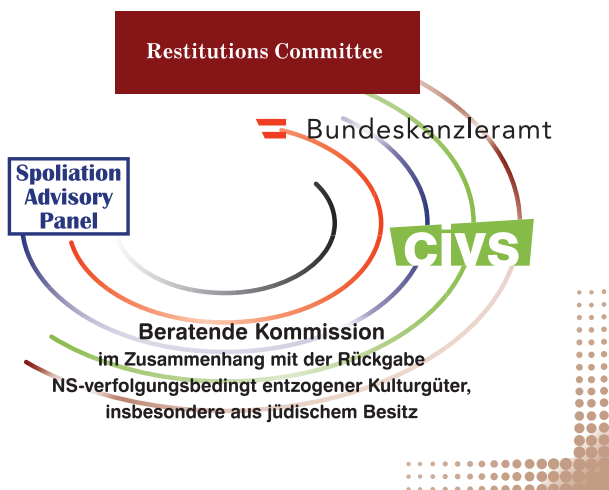 Restitutions Committee
Bundeskanzleramt
Spoliation
Advisory
Panel
civs
Beratende Kommission
im Zusammenhang mit der Rückgabe
NS-verfolgungsbedingt entzogener Kulturgüter,
insbesondere aus jüdischem Besitz